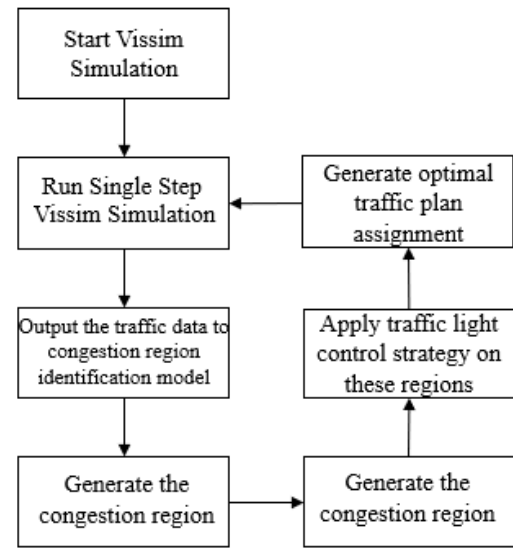 Start Vissim
Simulation
Run Single Step
Vissim Simulation
Output the traffic data to
congestion region
identification model
Generate the
congestion region
Generate the
congestion region
Apply traffic light
control strategy on
these regions
Generate optimal
traffic plan
assignment